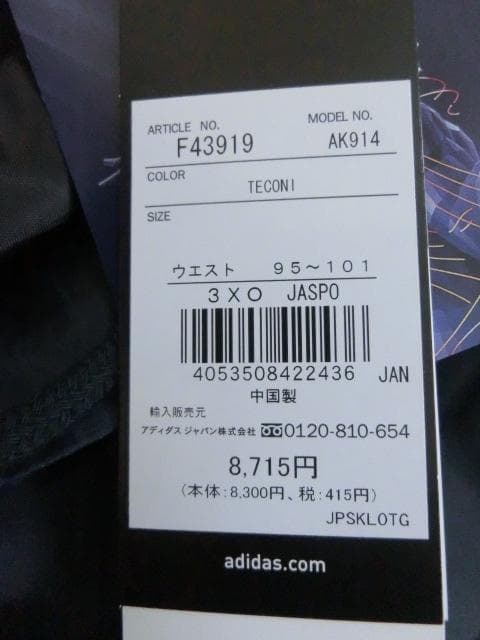 ARTICLE NO. MODEL NO.
F43919 AK914
COLOR
TECONI
SIZE
ウエスト 95～101
3XO JASPO
4053508422436 JAN
中国製
輸入販売元
アディダス ジャパン株式会社 0120-810-654
8,715円
(本体:8,300円、税:415円)
JPSKLOTG
adidas.com